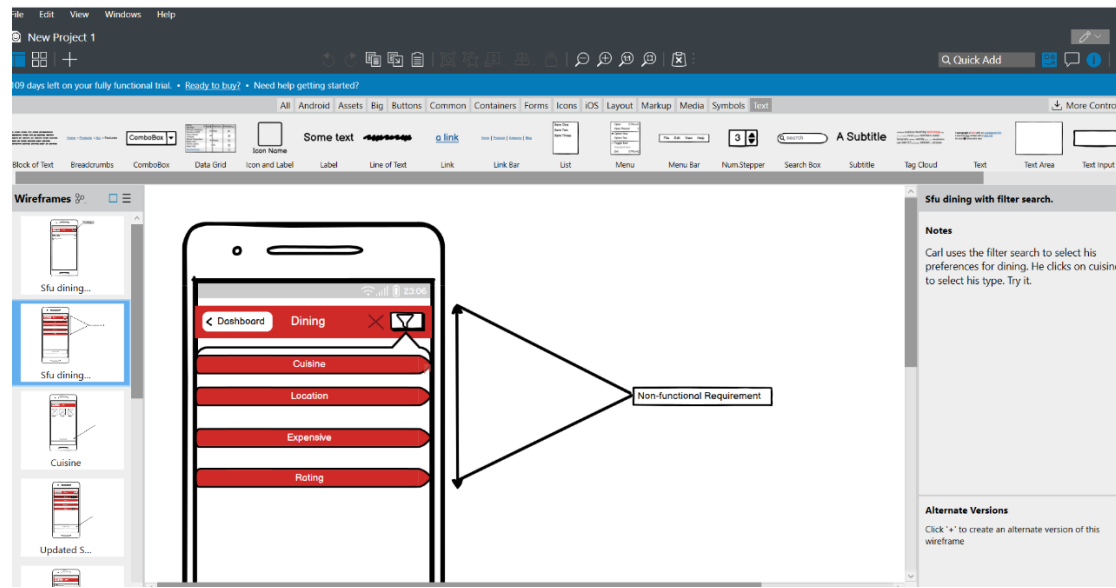 File Edit View Windows Help
New Project 1
Quick Add
109 days left on your fully functional trial. • Ready to buy? • Need help getting started?
All Android Assets Big Buttons Common Containers Forms Icons iOS Layout Markup Media Symbols Text
More Contro
ComboBox
Icon Name
Some text
a link
3
search
A Subtitle
Block of Text Breadcrumbs ComboBox Data Grid Icon and Label Label Line of Text Link Link Bar List Menu Menu Bar Num.Stepper Search Box Subtitle Tag Cloud Text Text Area Text Input
Wireframes
Sfu dining...
Sfu dining...
Cuisine
Updated S...
23:06
Dashboard Dining
Cuisine
Location
Expensive
Rating
Non-functional Requirement
Sfu dining with filter search.
Notes
Carl uses the filter search to select his
preferences for dining. He clicks on cuisine
to select his type. Try it.
Alternate Versions
Click '+' to create an alternate version of this
wireframe